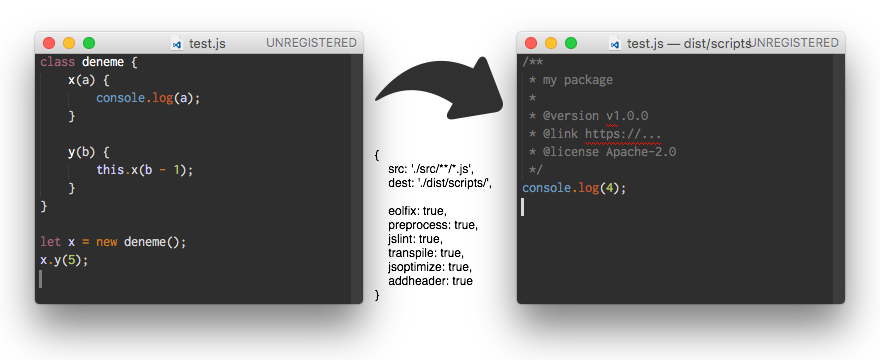 test.js
UNREGISTERED
class deneme {
    x(a) {
        console.log(a);
    }

    y(b) {
        this.x(b - 1);
    }
}

let x = new deneme();
x.y(5);
{
    src: './src/**/*.js',
    dest: './dist/scripts/',

    eolfix: true,
    preprocess: true,
    jslint: true,
    transpile: true,
    jsoptimize: true,
    addheader: true
}
test.js — dist/scripts
UNREGISTERED
/**
 * my package
 *
 * @version v1.0.0
 * @link https://...
 * @license Apache-2.0
 */
console.log(4);